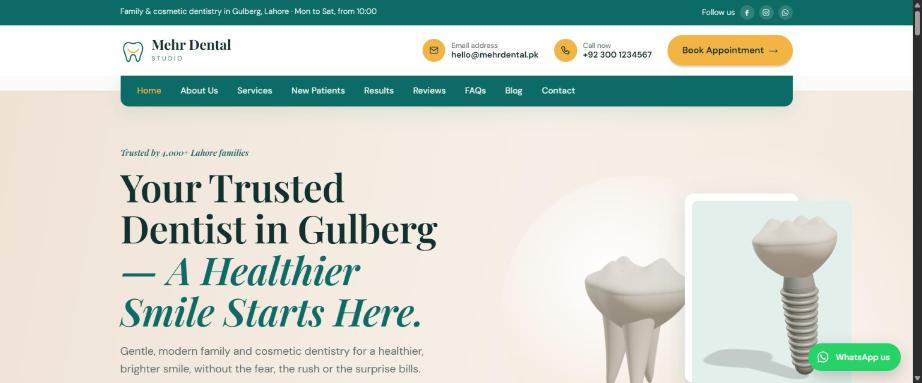 Family & cosmetic dentistry in Gulberg, Lahore · Mon to Sat, from 10:00
Follow us
Mehr Dental
STUDIO
Email address
hello@mehrdental.pk
Call now
+92 300 1234567
Book Appointment →
Home About Us Services New Patients Results Reviews FAQs Blog Contact
Trusted by 4,000+ Lahore families
Your Trusted
Dentist in Gulberg
— A Healthier
Smile Starts Here.
Gentle, modern family and cosmetic dentistry for a healthier,
brighter smile, without the fear, the rush or the surprise bills.
WhatsApp us